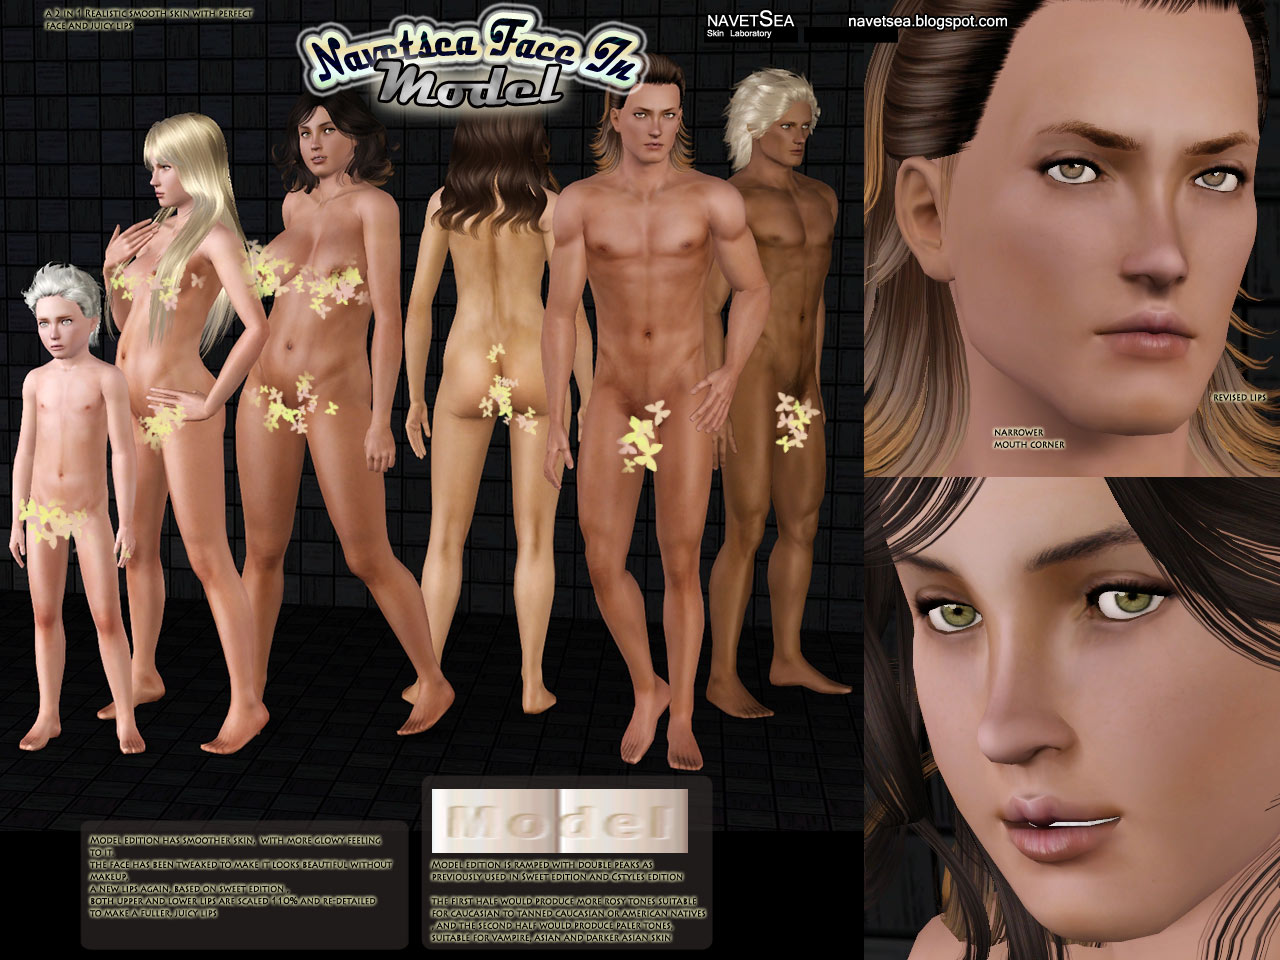 A 2 in 1 Realistic smooth skin with perfect
face and juicy lips
Navetsea Face In
Model
NAVETSEA
Skin Laboratory
navetsea.blogspot.com
revised lips
narrower
mouth corner
Model
Model edition has smoother skin, with more glowy feeling
to it.
the face has been tweaked to make it looks beautiful without
makeup.
A new lips again, based on sweet edition.,
both upper and lower lips are scaled 110% and re-detailed
to make a fuller, juicy lips
Model edition is ramped with double peaks as
previously used in Sweet edition and Cstyles edition
The first half would produce more rosy tones suitable
for caucasian to tanned caucasian or american natives
, and the second half would produce paler tones,
suitable for vampire, Asian and darker asian skin